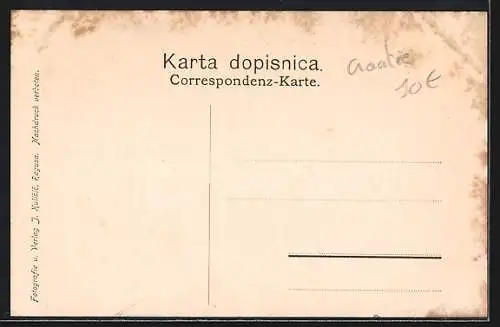 Karta dopisnica.
Correspondenz-Karte.
Croatie
10€
Fotografie u. Verlag J. Kulišić, Ragusa. Nachdruck verboten.